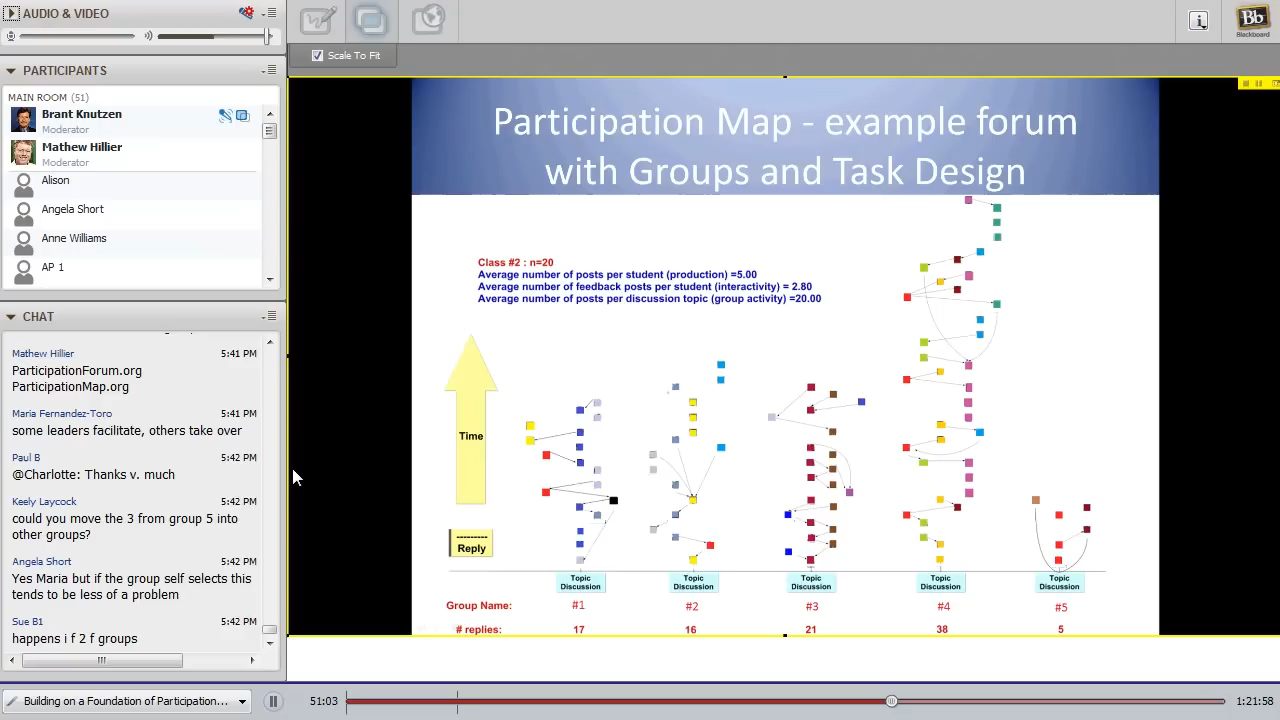 AUDIO & VIDEO
PARTICIPANTS
MAIN ROOM (51)
Brant Knutzen
Moderator
Mathew Hillier
Moderator
Alison
Angela Short
Anne Williams
AP 1
CHAT
Mathew Hillier 5:41 PM
ParticipationForum.org
ParticipationMap.org
5:41 PM
some leaders facilitate, others take over
Paul B 5:42 PM
@Charlotte: Thanks v. much
Keely Laycock 5:42 PM
could you move the 3 from group 5 into
other groups?
Angela Short 5:42 PM
Yes Maria but if the group self selects this
tends to be less of a problem
Sue B1 5:42 PM
happens i f 2 f groups
Building on a Foundation of Participation...
Scale To Fit
Bb
Blackboard
Participation Map - example forum
with Groups and Task Design
Class #2 : n=20
Average number of posts per student (production) =5.00
Average number of feedback posts per student (interactivity) = 2.80
Average number of posts per discussion topic (group activity) =20.00
Time
---------
Reply
Topic Discussion Topic Discussion Topic Discussion Topic Discussion Topic Discussion
Group Name: #1 #2 #3 #4 #5
# replies: 17 16 21 38 5
51:03 1:21:58